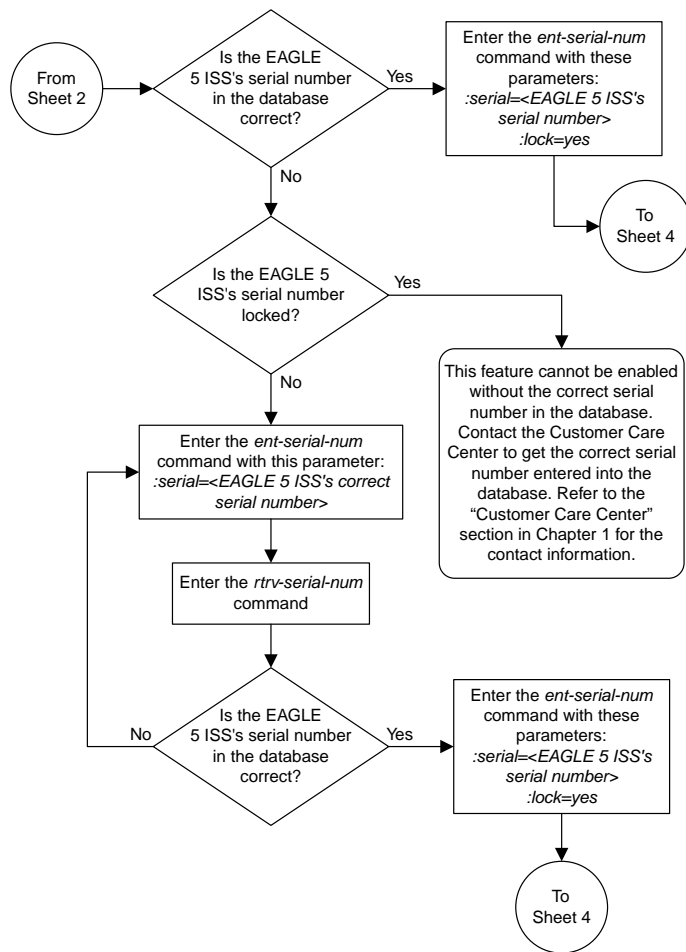 From
Sheet 2
Is the EAGLE
5 ISS's serial number
in the database
correct?
Yes
Enter the ent-serial-num
command with these
parameters:
:serial=<EAGLE 5 ISS's
serial number>
:lock=yes
To
Sheet 4
No
Is the EAGLE 5
ISS's serial number
locked?
Yes
This feature cannot be enabled
without the correct serial
number in the database.
Contact the Customer Care
Center to get the correct serial
number entered into the
database. Refer to the
“Customer Care Center”
section in Chapter 1 for the
contact information.
No
Enter the ent-serial-num
command with this parameter:
:serial=<EAGLE 5 ISS's correct
serial number>
Enter the rtrv-serial-num
command
Is the EAGLE
5 ISS's serial number
in the database
correct?
No
Yes
Enter the ent-serial-num
command with these
parameters:
:serial=<EAGLE 5 ISS's
serial number>
:lock=yes
To
Sheet 4